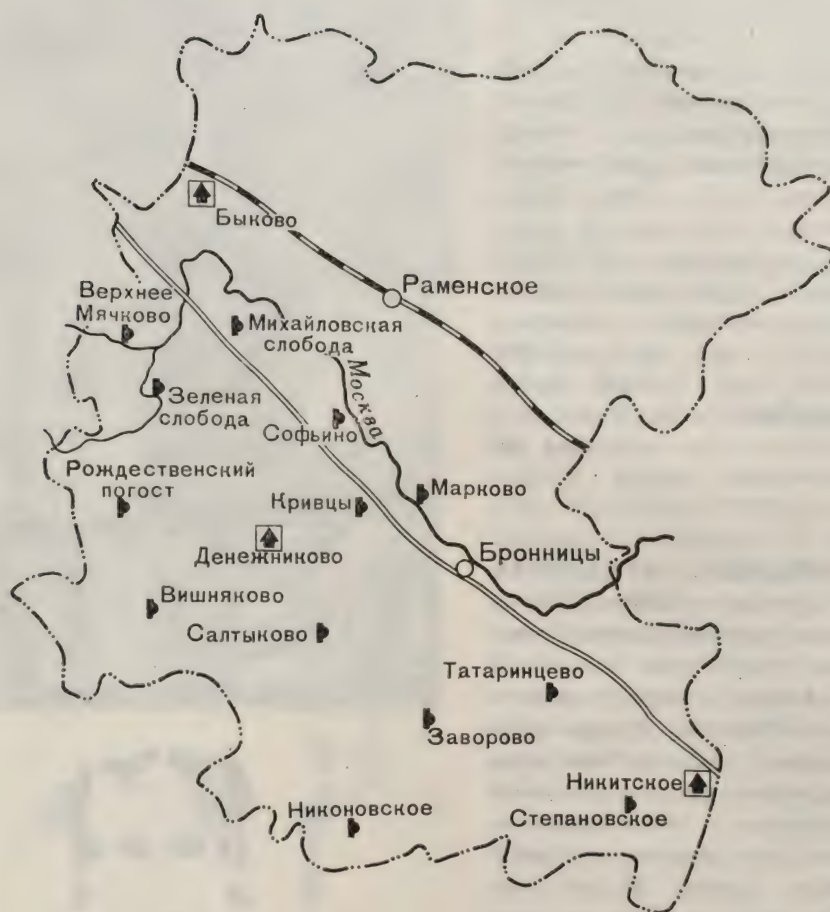 Быково
Раменское
Верхнее
Мячково
Михайловская
слобода
Москва
Зеленая
слобода
Софьино
Рождественский
погост
Марково
Кривцы
Денежниково
Бронницы
Вишняково
Салтыково
Татаринцево
Заворово
Никитское
Никоновское
Степановское